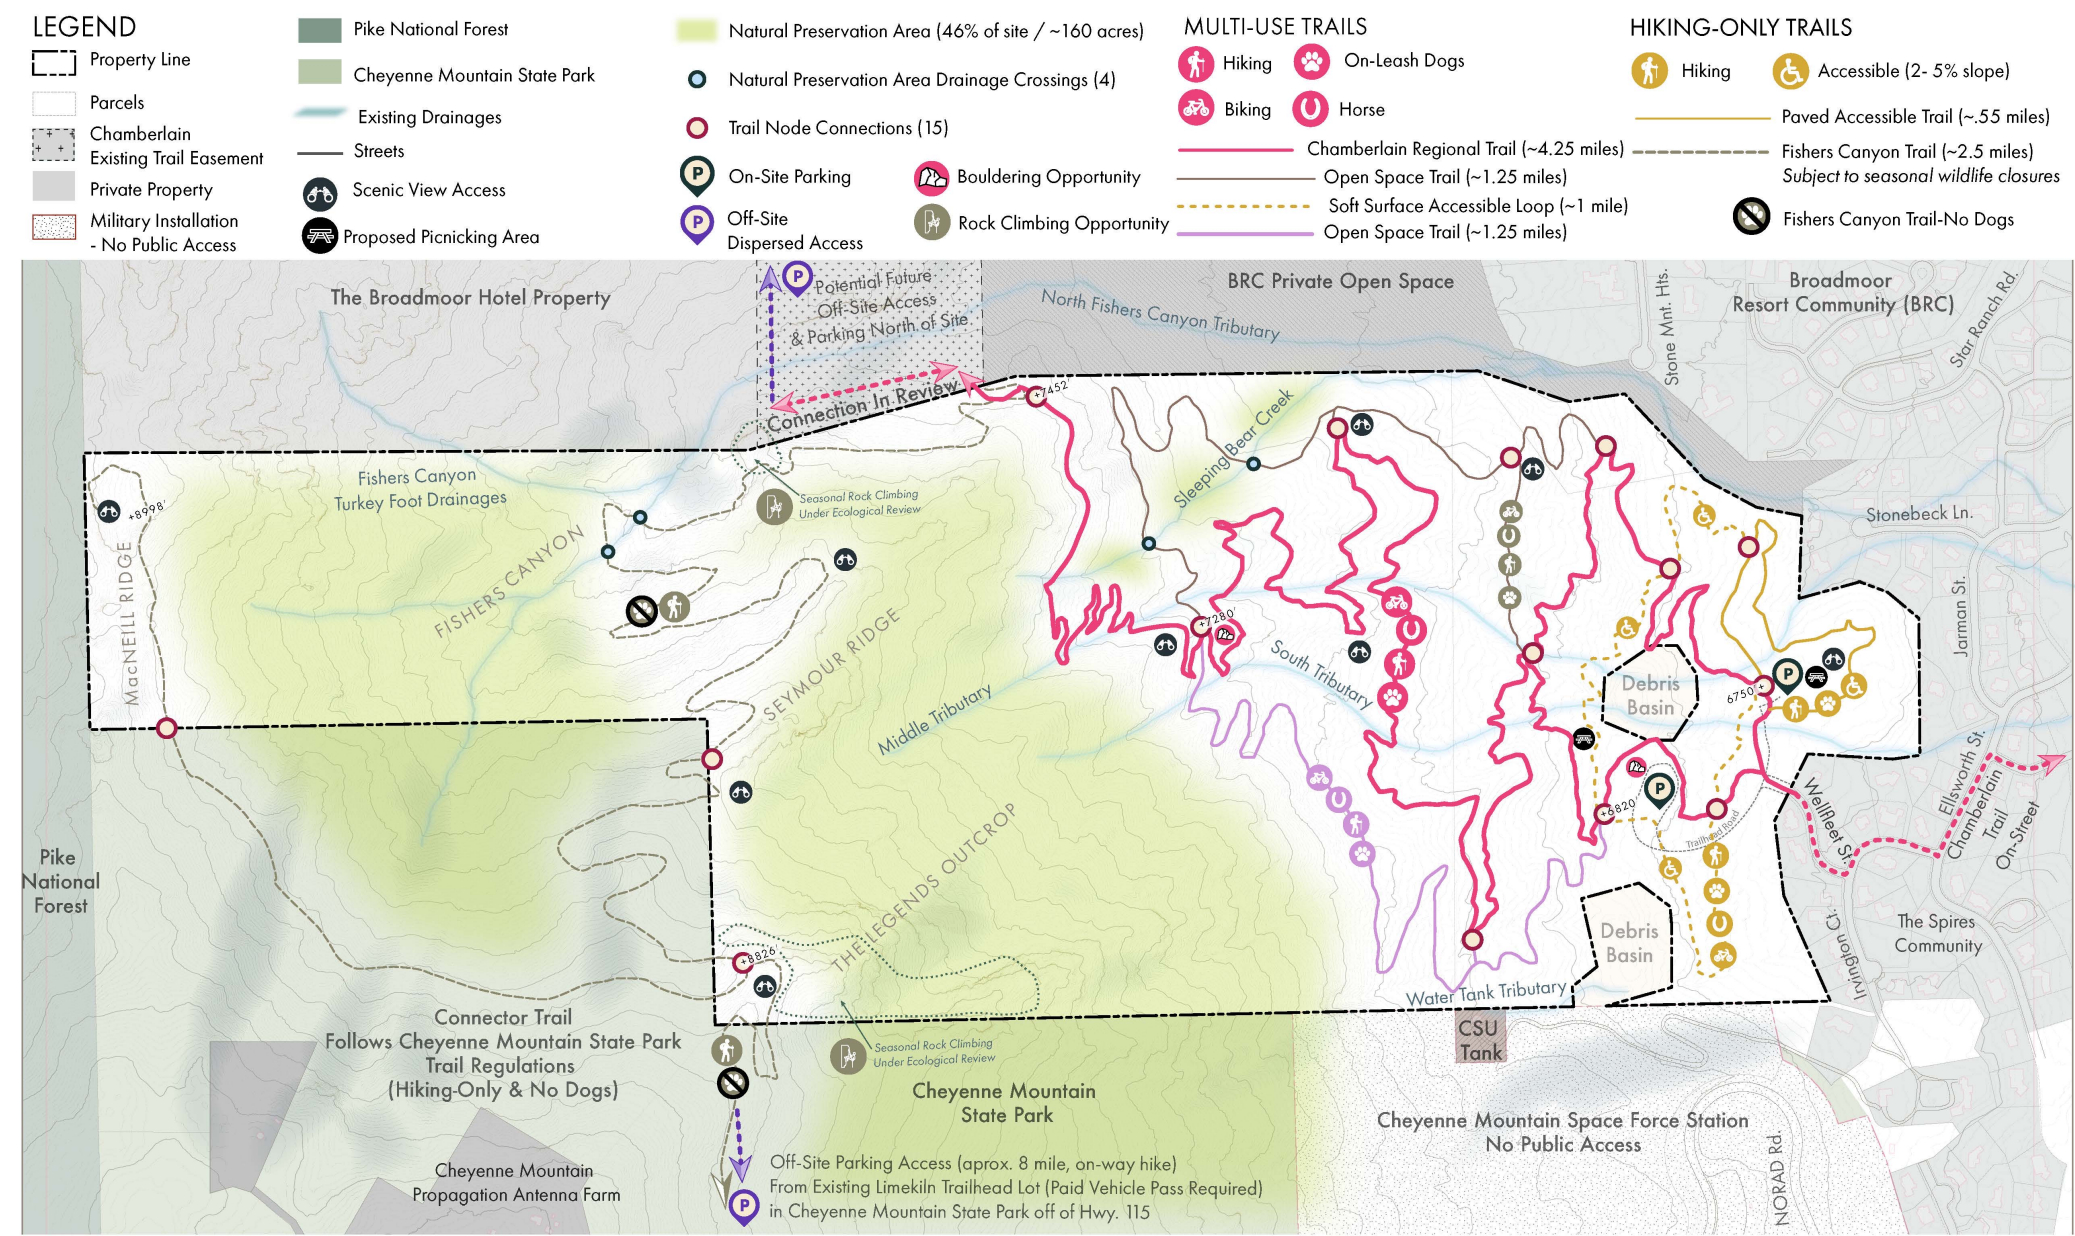 LEGEND
Property Line
Parcels
Chamberlain
Existing Trail Easement
Private Property
Military Installation
- No Public Access
Pike National Forest
Cheyenne Mountain State Park
Existing Drainages
Streets
Scenic View Access
Proposed Picnicking Area
Natural Preservation Area (46% of site / ~160 acres)
Natural Preservation Area Drainage Crossings (4)
Trail Node Connections (15)
P
On-Site Parking
P
Off-Site
Dispersed Access
Bouldering Opportunity
Rock Climbing Opportunity
MULTI-USE TRAILS
Hiking
On-Leash Dogs
Biking
Horse
Chamberlain Regional Trail (~4.25 miles)
Open Space Trail (~1.25 miles)
Soft Surface Accessible Loop (~1 mile)
Open Space Trail (~1.25 miles)
HIKING-ONLY TRAILS
Hiking
Accessible (2- 5% slope)
Paved Accessible Trail (~.55 miles)
Fishers Canyon Trail (~2.5 miles)
Subject to seasonal wildlife closures
Fishers Canyon Trail-No Dogs
The Broadmoor Hotel Property
P
Potential Future
Off-Site Access
& Parking North of Site
Connection In Review
BRC Private Open Space
North Fishers Canyon Tributary
Stone Mnt. Hts.
Broadmoor
Resort Community (BRC)
Star Ranch Rd.
+7452'
Fishers Canyon
Turkey Foot Drainages
+8998'
MacNEILL RIDGE
FISHERS CANYON
Seasonal Rock Climbing
Under Ecological Review
Sleeping Bear Creek
Stonebeck Ln.
Jarman St.
SEYMOUR RIDGE
+7280'
Middle Tributary
South Tributary
Debris
Basin
6750'+
P
P
+6820'
Trailhead Road
Wellfleet St.
Ellsworth St.
Chamberlain
Trail
On-Street
Pike
National
Forest
THE LEGENDS OUTCROP
+8826'
Debris
Basin
Irvington Ct.
The Spires
Community
Water Tank Tributary
CSU
Tank
Connector Trail
Follows Cheyenne Mountain State Park
Trail Regulations
(Hiking-Only & No Dogs)
Seasonal Rock Climbing
Under Ecological Review
Cheyenne Mountain
State Park
Cheyenne Mountain Space Force Station
No Public Access
NORAD Rd.
Cheyenne Mountain
Propagation Antenna Farm
P
Off-Site Parking Access (aprox. 8 mile, on-way hike)
From Existing Limekiln Trailhead Lot (Paid Vehicle Pass Required)
in Cheyenne Mountain State Park off of Hwy. 115